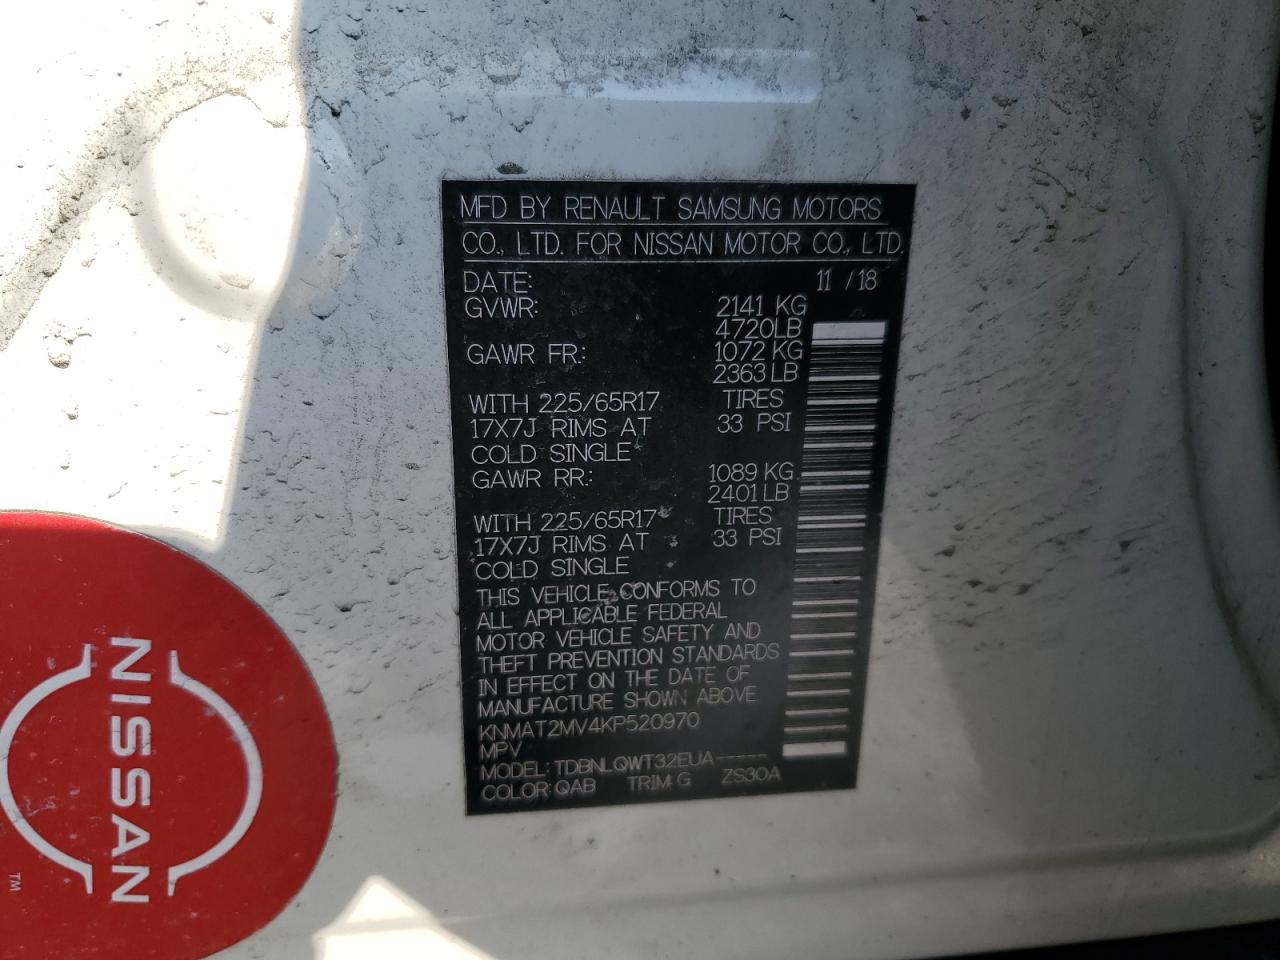 MFD BY RENAULT SAMSUNG MOTORS
CO., LTD. FOR NISSAN MOTOR CO., LTD.
DATE: 11 /18
GVWR: 2141 KG
4720LB
GAWR FR.: 1072 KG
2363LB
WITH 225/65R17 TIRES
17X7J RIMS AT 33 PSI
COLD SINGLE
GAWR RR: 1089 KG
2401LB
WITH 225/65R17 TIRES
17X7J RIMS AT 33 PSI
COLD SINGLE
THIS VEHICLE CONFORMS TO
ALL APPLICABLE FEDERAL
MOTOR VEHICLE SAFETY AND
THEFT PREVENTION STANDARDS
IN EFFECT ON THE DATE OF
MANUFACTURE SHOWN ABOVE
KNMAT2MV4KP520970
MPV
MODEL: TDBNLQWT32EUA-----
COLOR: QAB TRIM: G ZS30A
NISSAN
TM